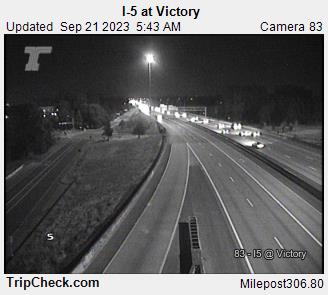 I-5 at Victory
Updated Sep 21 2023 5:43 AM Camera 83
T
S
83 - I5 @ Victory
TripCheck.com Milepost306.80